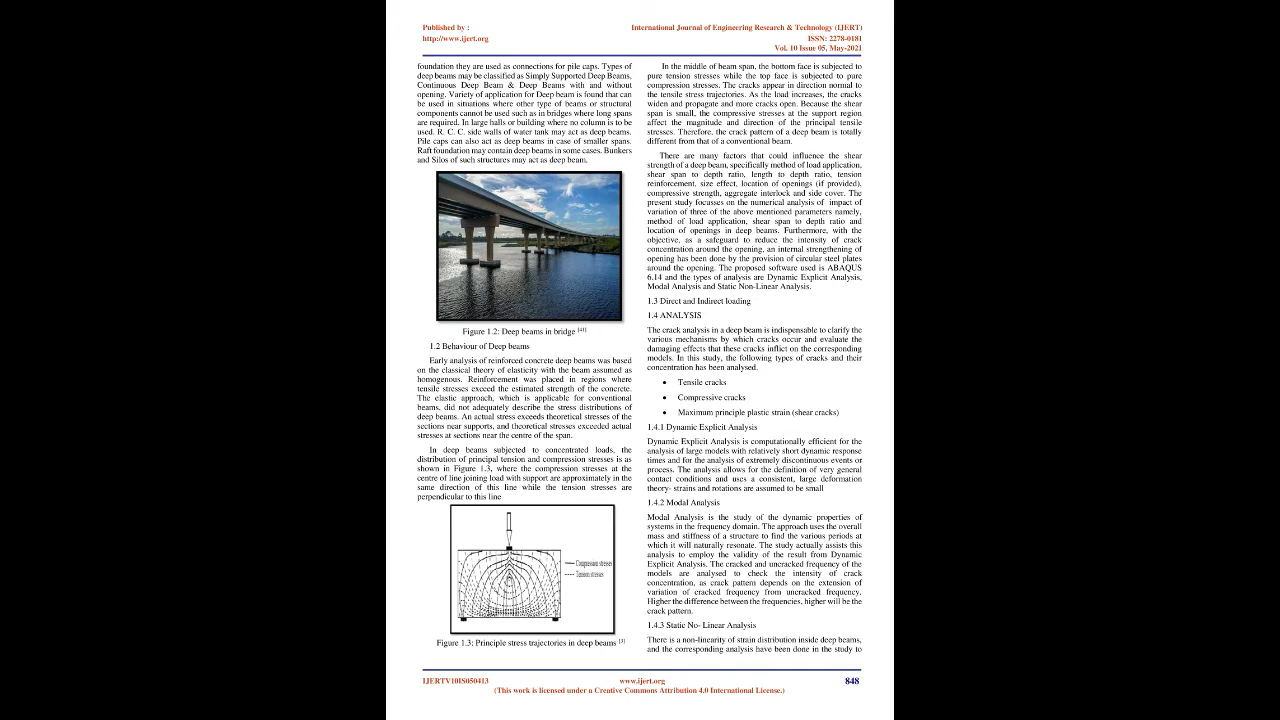 Published by :
http://www.ijert.org
International Journal of Engineering Research & Technology (IJERT)
ISSN: 2278-0181
Vol. 10 Issue 05, May-2021
foundation they are used as connections for pile caps. Types of
deep beams may be classified as Simply Supported Deep Beams,
Continuous Deep Beam & Deep Beams with and without
opening. Variety of application for Deep beam is found that can
be used in situations where other type of beams or structural
components cannot be used such as in bridges where long spans
are required. In large halls or building where no column is to be
used. R. C. C. side walls of water tank may act as deep beams.
Pile caps can also act as deep beams in case of smaller spans.
Raft foundation may contain deep beams in some cases. Bunkers
and Silos of such structures may act as deep beam.
Figure 1.2: Deep beams in bridge [41]
1.2 Behaviour of Deep beams
Early analysis of reinforced concrete deep beams was based
on the classical theory of elasticity with the beam assumed as
homogenous. Reinforcement was placed in regions where
tensile stresses exceed the estimated strength of the concrete.
The elastic approach, which is applicable for conventional
beams, did not adequately describe the stress distributions of
deep beams. An actual stress exceeds theoretical stresses of the
sections near supports, and theoretical stresses exceeded actual
stresses at sections near the centre of the span.
In deep beams subjected to concentrated loads, the
distribution of principal tension and compression stresses is as
shown in Figure 1.3, where the compression stresses at the
centre of line joining load with support are approximately in the
same direction of this line while the tension stresses are
perpendicular to this line
Compression stresses
Tension stresses
Figure 1.3: Principle stress trajectories in deep beams [3]
In the middle of beam span, the bottom face is subjected to
pure tension stresses while the top face is subjected to pure
compression stresses. The cracks appear in direction normal to
the tensile stress trajectories. As the load increases, the cracks
widen and propagate and more cracks open. Because the shear
span is small, the compressive stresses at the support region
affect the magnitude and direction of the principal tensile
stresses. Therefore, the crack pattern of a deep beam is totally
different from that of a conventional beam.
There are many factors that could influence the shear
strength of a deep beam, specifically method of load application,
shear span to depth ratio, length to depth ratio, tension
reinforcement, size effect, location of openings (if provided),
compressive strength, aggregate interlock and side cover. The
present study focusses on the numerical analysis of impact of
variation of three of the above mentioned parameters namely,
method of load application, shear span to depth ratio and
location of openings in deep beams. Furthermore, with the
objective, as a safeguard to reduce the intensity of crack
concentration around the opening, an internal strengthening of
opening has been done by the provision of circular steel plates
around the opening. The proposed software used is ABAQUS
6.14 and the types of analysis are Dynamic Explicit Analysis,
Modal Analysis and Static Non-Linear Analysis.
1.3 Direct and Indirect loading
1.4 ANALYSIS
The crack analysis in a deep beam is indispensable to clarify the
various mechanisms by which cracks occur and evaluate the
damaging effects that these cracks inflict on the corresponding
models. In this study, the following types of cracks and their
concentration has been analysed.
• Tensile cracks
• Compressive cracks
• Maximum principle plastic strain (shear cracks)
1.4.1 Dynamic Explicit Analysis
Dynamic Explicit Analysis is computationally efficient for the
analysis of large models with relatively short dynamic response
times and for the analysis of extremely discontinuous events or
process. The analysis allows for the definition of very general
contact conditions and uses a consistent, large deformation
theory- strains and rotations are assumed to be small
1.4.2 Modal Analysis
Modal Analysis is the study of the dynamic properties of
systems in the frequency domain. The approach uses the overall
mass and stiffness of a structure to find the various periods at
which it will naturally resonate. The study actually assists this
analysis to employ the validity of the result from Dynamic
Explicit Analysis. The cracked and uncracked frequency of the
models are analysed to check the intensity of crack
concentration, as crack pattern depends on the extension of
variation of cracked frequency from uncracked frequency.
Higher the difference between the frequencies, higher will be the
crack pattern.
1.4.3 Static No- Linear Analysis
There is a non-linearity of strain distribution inside deep beams,
and the corresponding analysis have been done in the study to
IJERTV10IS050413
www.ijert.org
848
(This work is licensed under a Creative Commons Attribution 4.0 International License.)